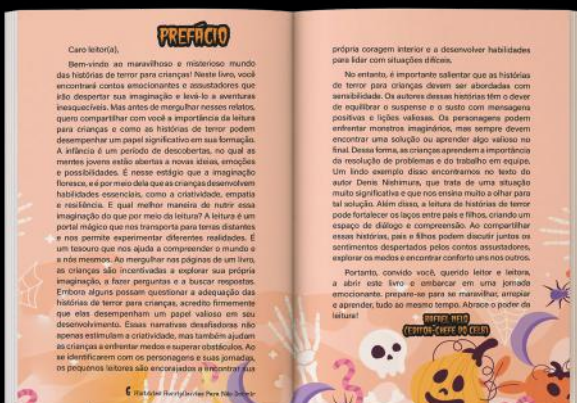 PREFÁCIO
Caro leitor(a),
Bem-vindo ao maravilhoso e misterioso mundo
das histórias de terror para crianças! Neste livro, você
encontrará contos emocionantes e assustadores que
irão despertar sua imaginação e levá-lo a aventuras
inesquecíveis. Mas antes de mergulhar nesses relatos,
quero compartilhar com você a importância da leitura
para crianças e como as histórias de terror podem
desempenhar um papel significativo em sua formação.
A infância é um período de descobertas, no qual as
mentes jovens estão abertas a novas ideias, emoções
e possibilidades. É nesse estágio que a imaginação
floresce, e é por meio dela que as crianças desenvolvem
habilidades essenciais, como a criatividade, empatia
e resiliência. E qual melhor maneira de nutrir essa
imaginação do que por meio da leitura? A leitura é um
portal mágico que nos transporta para terras distantes
e nos permite experimentar diferentes realidades. É
um tesouro que nos ajuda a compreender o mundo e
a nós mesmos. Ao mergulhar nas páginas de um livro,
as crianças são incentivadas a explorar sua própria
imaginação, a fazer perguntas e a buscar respostas.
Embora alguns possam questionar a adequação das
histórias de terror para crianças, acredito firmemente
que elas desempenham um papel valioso em seu
desenvolvimento. Essas narrativas desafiadoras não
apenas estimulam a criatividade, mas também ajudam
as crianças a enfrentar medos e superar obstáculos. Ao
se identificarem com os personagens e suas jornadas,
os pequenos leitores são encorajados a encontrar sua
6 Histórias Horripilantes Para Não Dormir
própria coragem interior e a desenvolver habilidades
para lidar com situações difíceis.
No entanto, é importante salientar que as histórias
de terror para crianças devem ser abordadas com
sensibilidade. Os autores dessas histórias têm o dever
de equilibrar o suspense e o susto com mensagens
positivas e lições valiosas. Os personagens podem
enfrentar monstros imaginários, mas sempre devem
encontrar uma solução ou aprender algo valioso no
final. Dessa forma, as crianças aprendem a importância
da resolução de problemas e do trabalho em equipe.
Um lindo exemplo disso encontramos no texto do
autor Denis Nishimura, que trata de uma situação
muito significativa e que nos ensina muito a olhar para
tal solução. Além disso, a leitura de histórias de terror
pode fortalecer os laços entre pais e filhos, criando um
espaço de diálogo e compreensão. Ao compartilhar
essas histórias, pais e filhos podem discutir juntos os
sentimentos despertados pelos contos assustadores,
explorar os medos e encontrar conforto uns nos outros.
Portanto, convido você, querido leitor e leitora,
a abrir este livro e embarcar em uma jornada
emocionante. prepare-se para se maravilhar, arrepiar
e aprender, tudo ao mesmo tempo. Abrace o poder da
leitura!
RAFAEL MELO
(EDITOR-CHEFE DO CELEI)